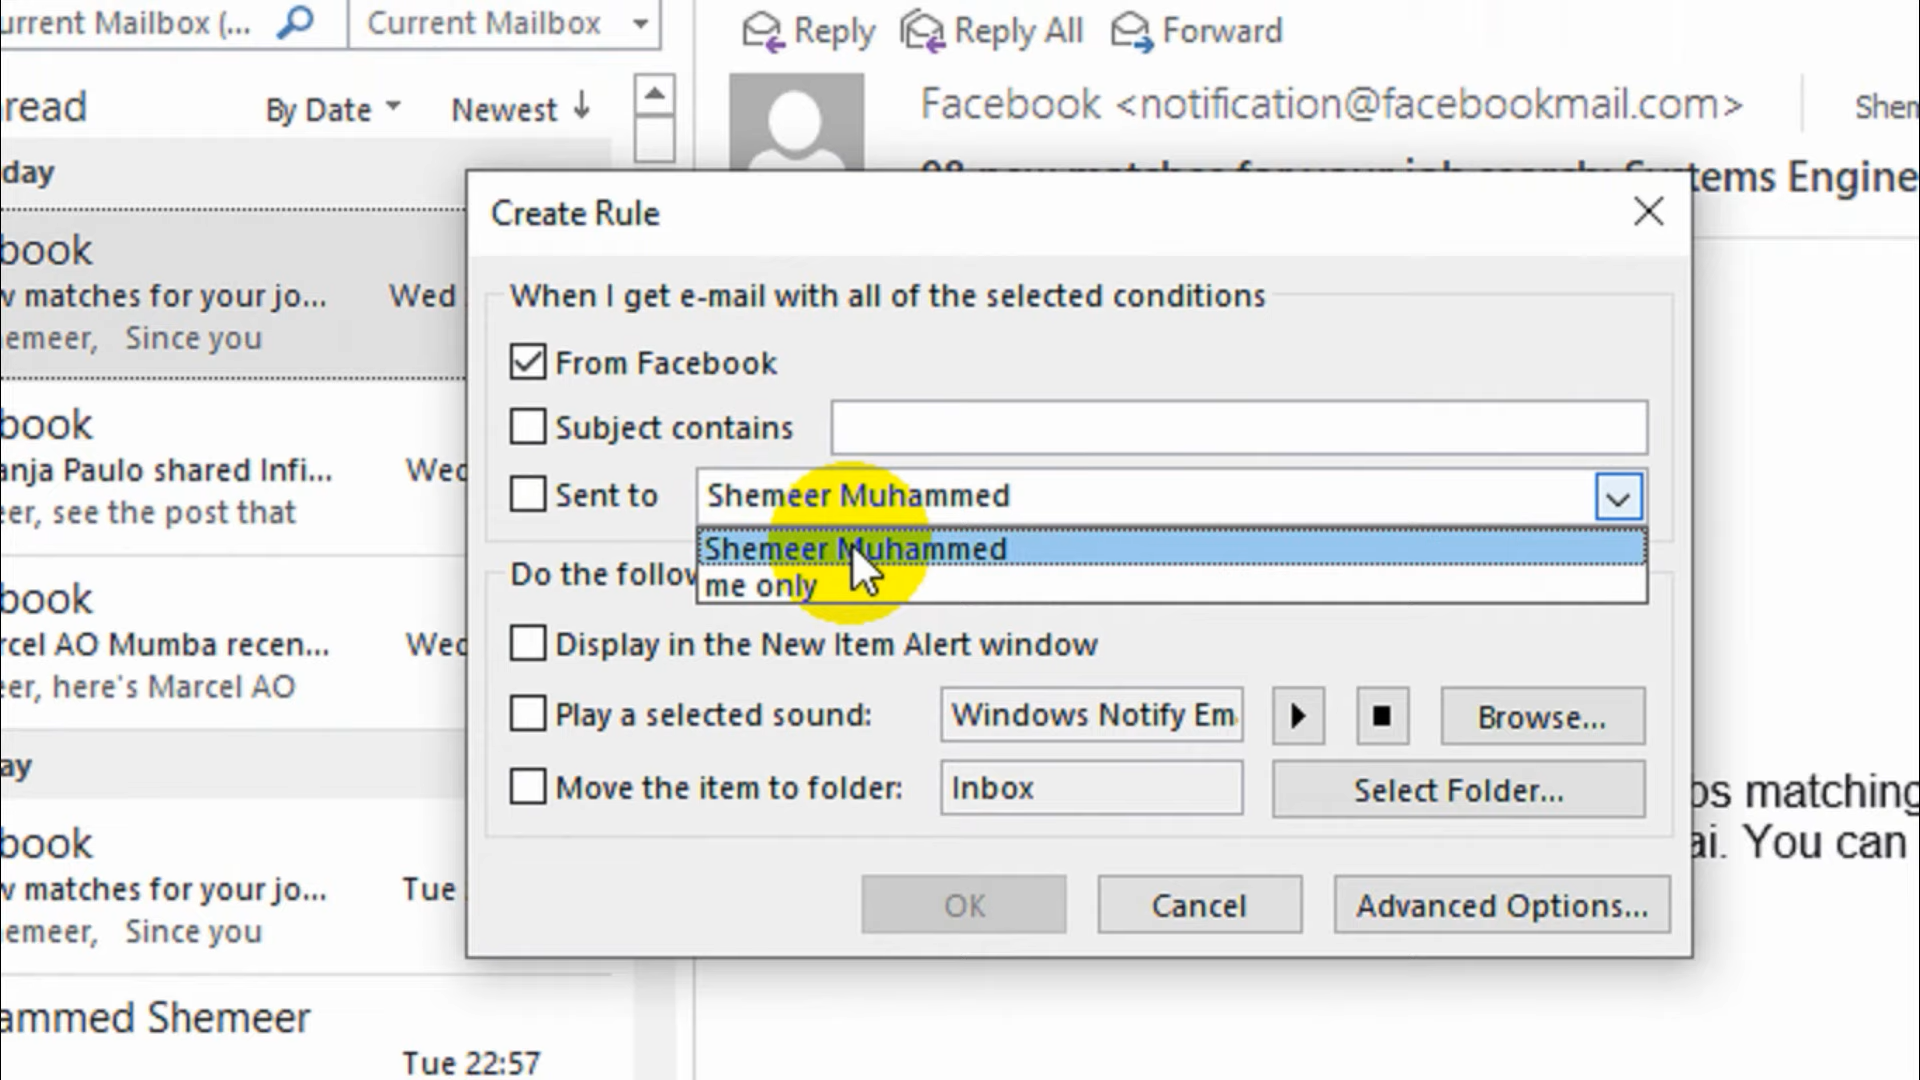 urrent Mailbox (... Current Mailbox
Reply Reply All Forward
read By Date Newest
Facebook <notification@facebookmail.com> Shem
day
tems Engine
Create Rule
book
v matches for your jo... Wed
emeer, Since you
When I get e-mail with all of the selected conditions
From Facebook
Subject contains
book
anja Paulo shared Infi... Wed
eer, see the post that
Sent to Shemeer Muhammed
Shemeer Muhammed
me only
Do the follow
book
rcel AO Mumba recen... Wed
eer, here's Marcel AO
Display in the New Item Alert window
Play a selected sound: Windows Notify Em Browse...
Move the item to folder: Inbox Select Folder...
ay
os matching
ai. You can
book
v matches for your jo... Tue
emeer, Since you
OK Cancel Advanced Options...
ammed Shemeer
Tue 22:57